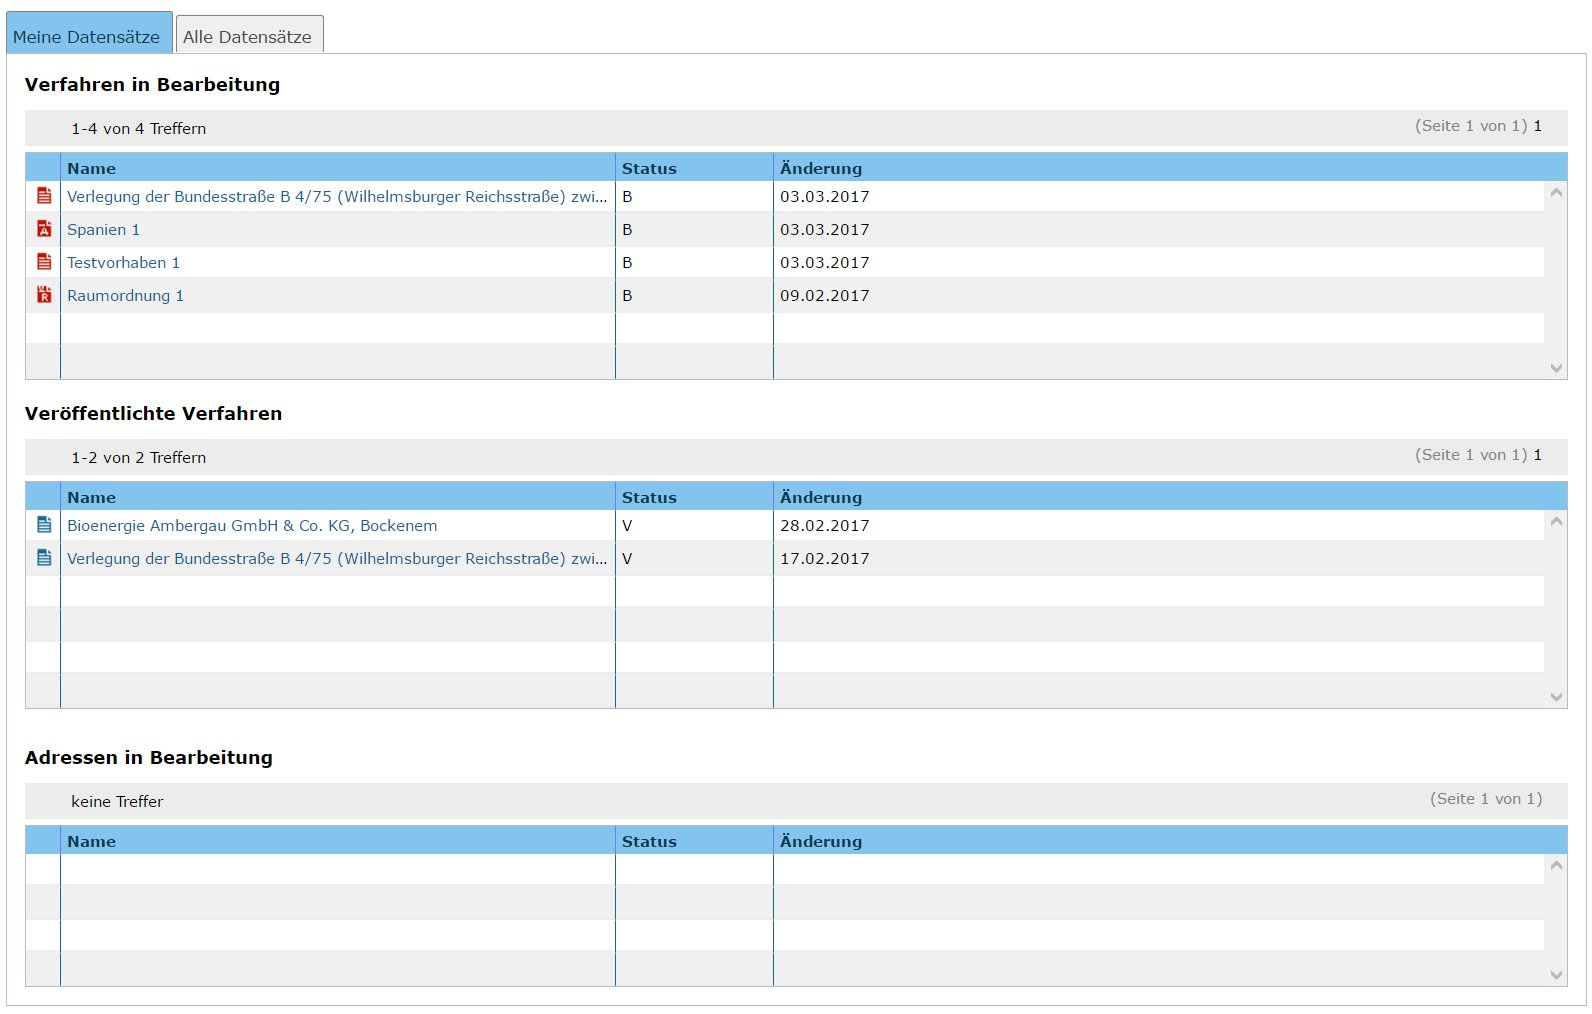 Meine Datensätze Alle Datensätze
Verfahren in Bearbeitung
1-4 von 4 Treffern (Seite 1 von 1) 1
Name Status Änderung
Verlegung der Bundesstraße B 4/75 (Wilhelmsburger Reichsstraße) zwi... B 03.03.2017
A Spanien 1 B 03.03.2017
Testvorhaben 1 B 03.03.2017
R Raumordnung 1 B 09.02.2017
Veröffentlichte Verfahren
1-2 von 2 Treffern (Seite 1 von 1) 1
Name Status Änderung
Bioenergie Ambergau GmbH & Co. KG, Bockenem V 28.02.2017
Verlegung der Bundesstraße B 4/75 (Wilhelmsburger Reichsstraße) zwi... V 17.02.2017
Adressen in Bearbeitung
keine Treffer (Seite 1 von 1)
Name Status Änderung